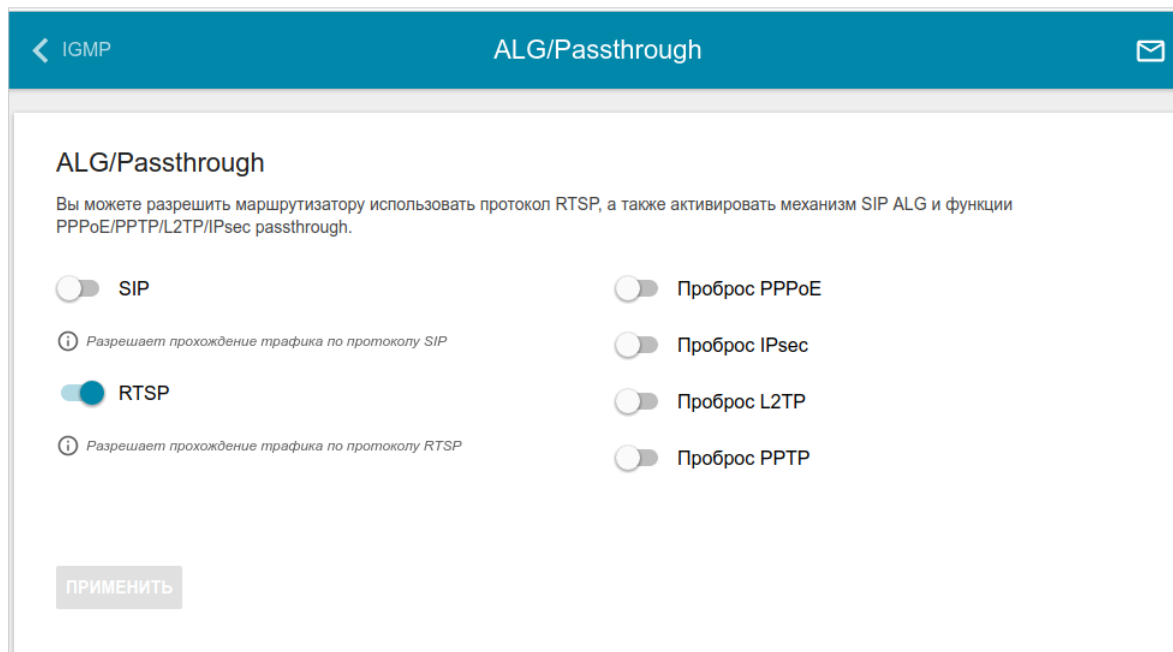 IGMP
ALG/Passthrough
ALG/Passthrough
Вы можете разрешить маршрутизатору использовать протокол RTSP, а также активировать механизм SIP ALG и функции
PPPoE/PPTP/L2TP/IPsec passthrough.
SIP
Разрешает прохождение трафика по протоколу SIP
RTSP
Разрешает прохождение трафика по протоколу RTSP
Проброс PPPoE
Проброс IPsec
Проброс L2TP
Проброс PPTP
ПРИМЕНИТЬ